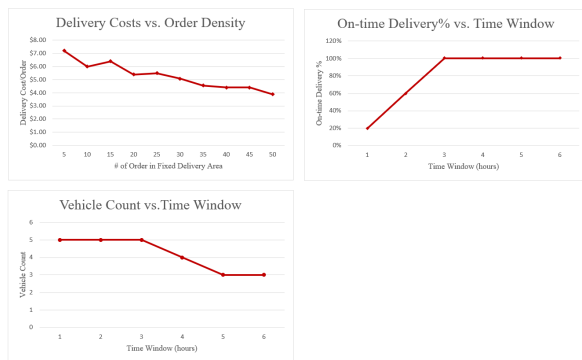 Delivery Costs vs. Order Density
$8.00
$7.00
$6.00
$5.00
$4.00
$3.00
$2.00
$1.00
$0.00
Delivery Cost/Order
5 10 15 20 25 30 35 40 45 50
# of Order in Fixed Delivery Area
On-time Delivery% vs. Time Window
120%
100%
80%
60%
40%
20%
0%
On-time Delivery %
1 2 3 4 5 6
Time Window (hours)
Vehicle Count vs.Time Window
6
5
4
3
2
1
0
Vehicle Count
1 2 3 4 5 6
Time Window (hours)